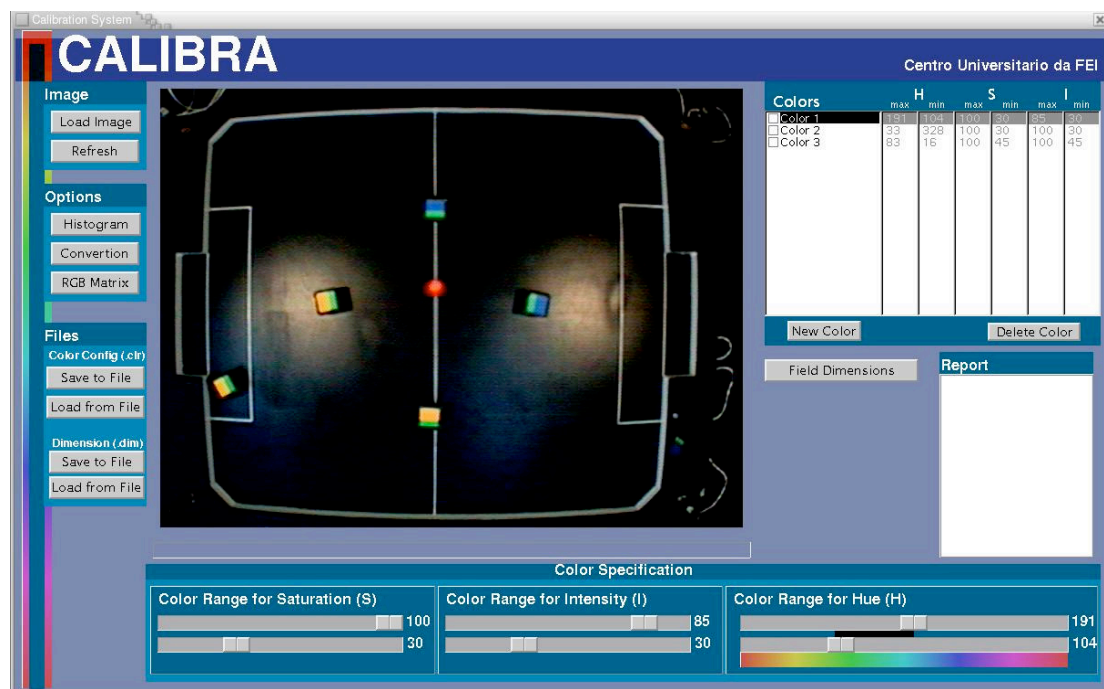 Calibration System
CALIBRA
Centro Universitario da FEI
Image
Load Image
Refresh
Options
Histogram
Convertion
RGB Matrix
Files
Color Config (.clr)
Save to File
Load from File
Dimension (.dim)
Save to File
Load from File
H S I
Colors max min max min max min
Color 1 191 104 100 30 85 30
Color 2 33 328 100 30 100 30
Color 3 83 16 100 45 100 45
New Color Delete Color
Field Dimensions
Report
Color Specification
Color Range for Saturation (S)
100
30
Color Range for Intensity (I)
85
30
Color Range for Hue (H)
191
104